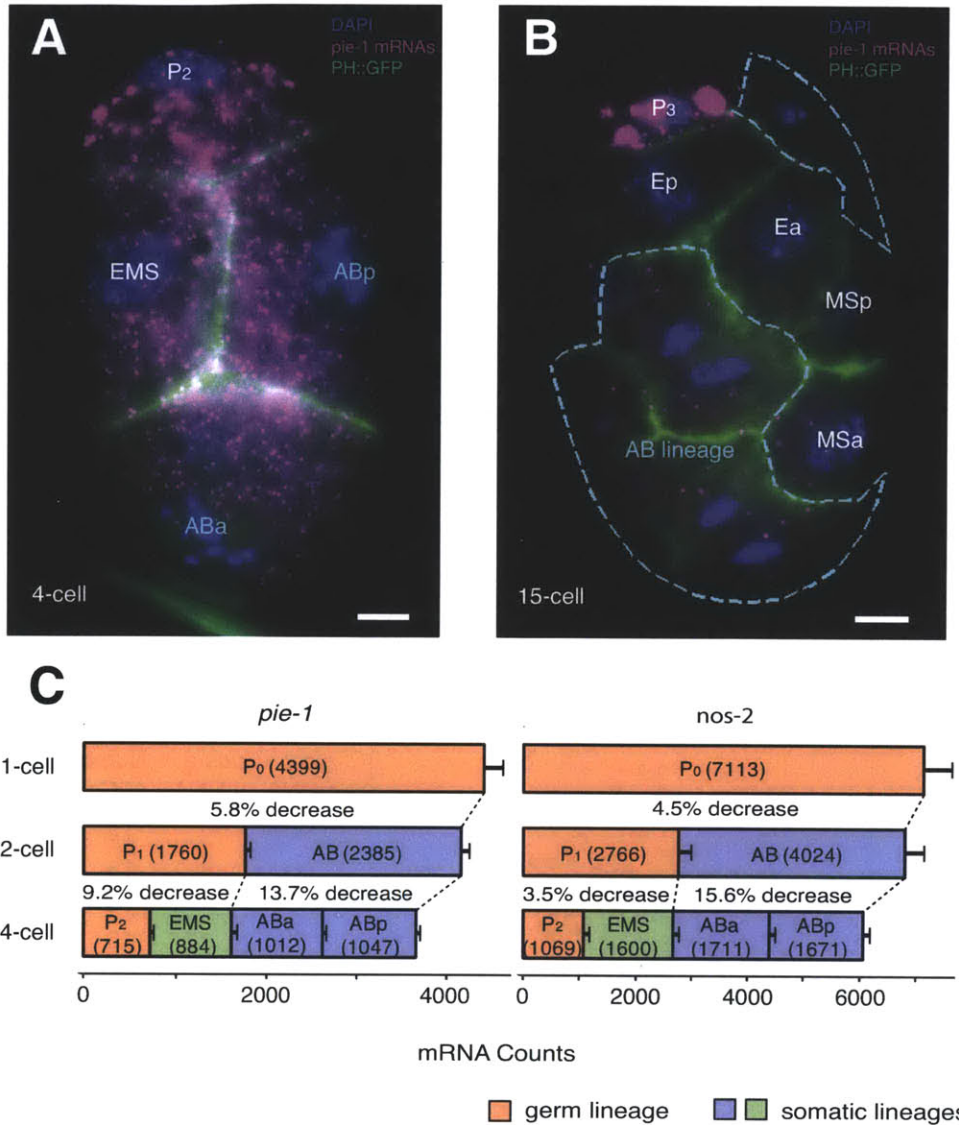 A
DAPI
pie-1 mRNAs
PH::GFP
P2
EMS
ABp
ABa
4-cell
B
DAPI
pie-1 mRNAs
PH::GFP
P3
Ep
Ea
MSp
MSa
AB lineage
15-cell
C
pie-1
nos-2
1-cell
P0 (4399)
P0 (7113)
5.8% decrease
4.5% decrease
2-cell
P1 (1760)
AB (2385)
P1 (2766)
AB (4024)
9.2% decrease
13.7% decrease
3.5% decrease
15.6% decrease
4-cell
P2
(715)
EMS
(884)
ABa
(1012)
ABp
(1047)
P2
(1069)
EMS
(1600)
ABa
(1711)
ABp
(1671)
0 2000 4000
0 2000 4000 6000
mRNA Counts
germ lineage
somatic lineages